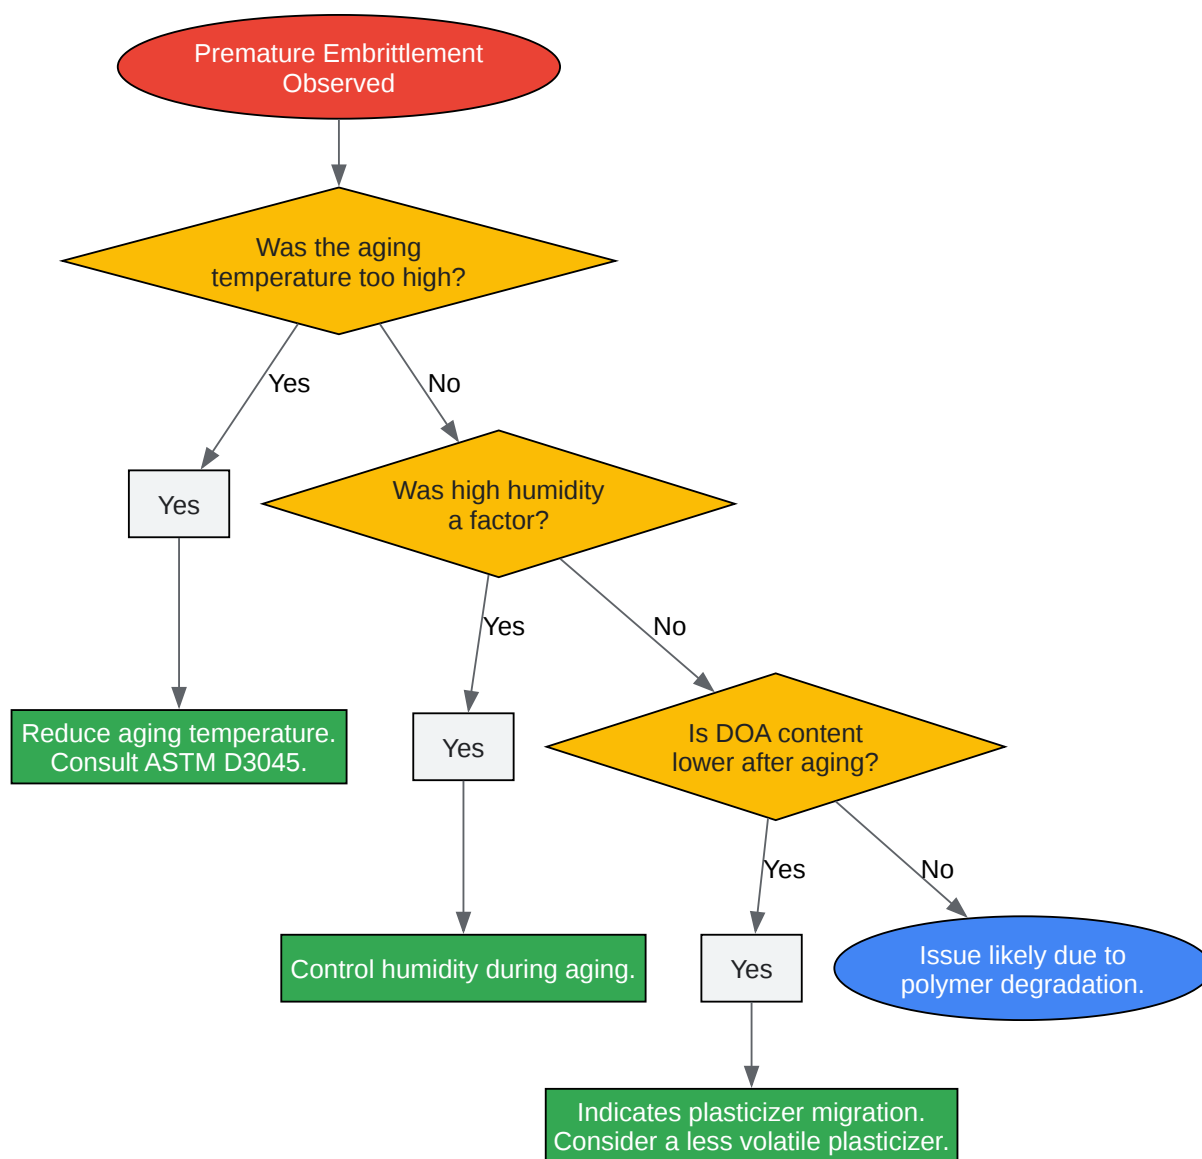 Premature Embrittlement
Observed
Was the aging
temperature too high?
Yes
No
Yes
Was high humidity
a factor?
Yes
No
Reduce aging temperature.
Consult ASTM D3045.
Yes
Is DOA content
lower after aging?
Yes
No
Control humidity during aging.
Yes
Issue likely due to
polymer degradation.
Indicates plasticizer migration.
Consider a less volatile plasticizer.